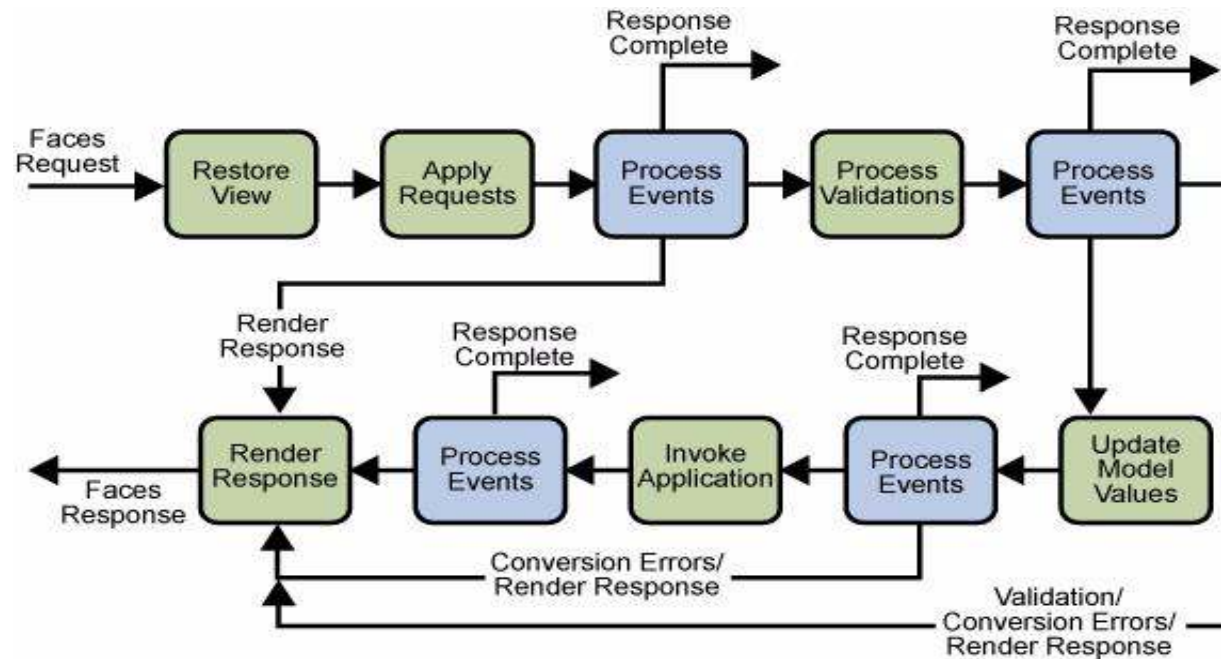 Response
Complete
Response
Complete
Faces
Request
Restore
View
Apply
Requests
Process
Events
Process
Validations
Process
Events
Render
Response
Response
Complete
Response
Complete
Render
Response
Process
Events
Invoke
Application
Process
Events
Update
Model
Values
Faces
Response
Conversion Errors/
Render Response
Validation/
Conversion Errors/
Render Response